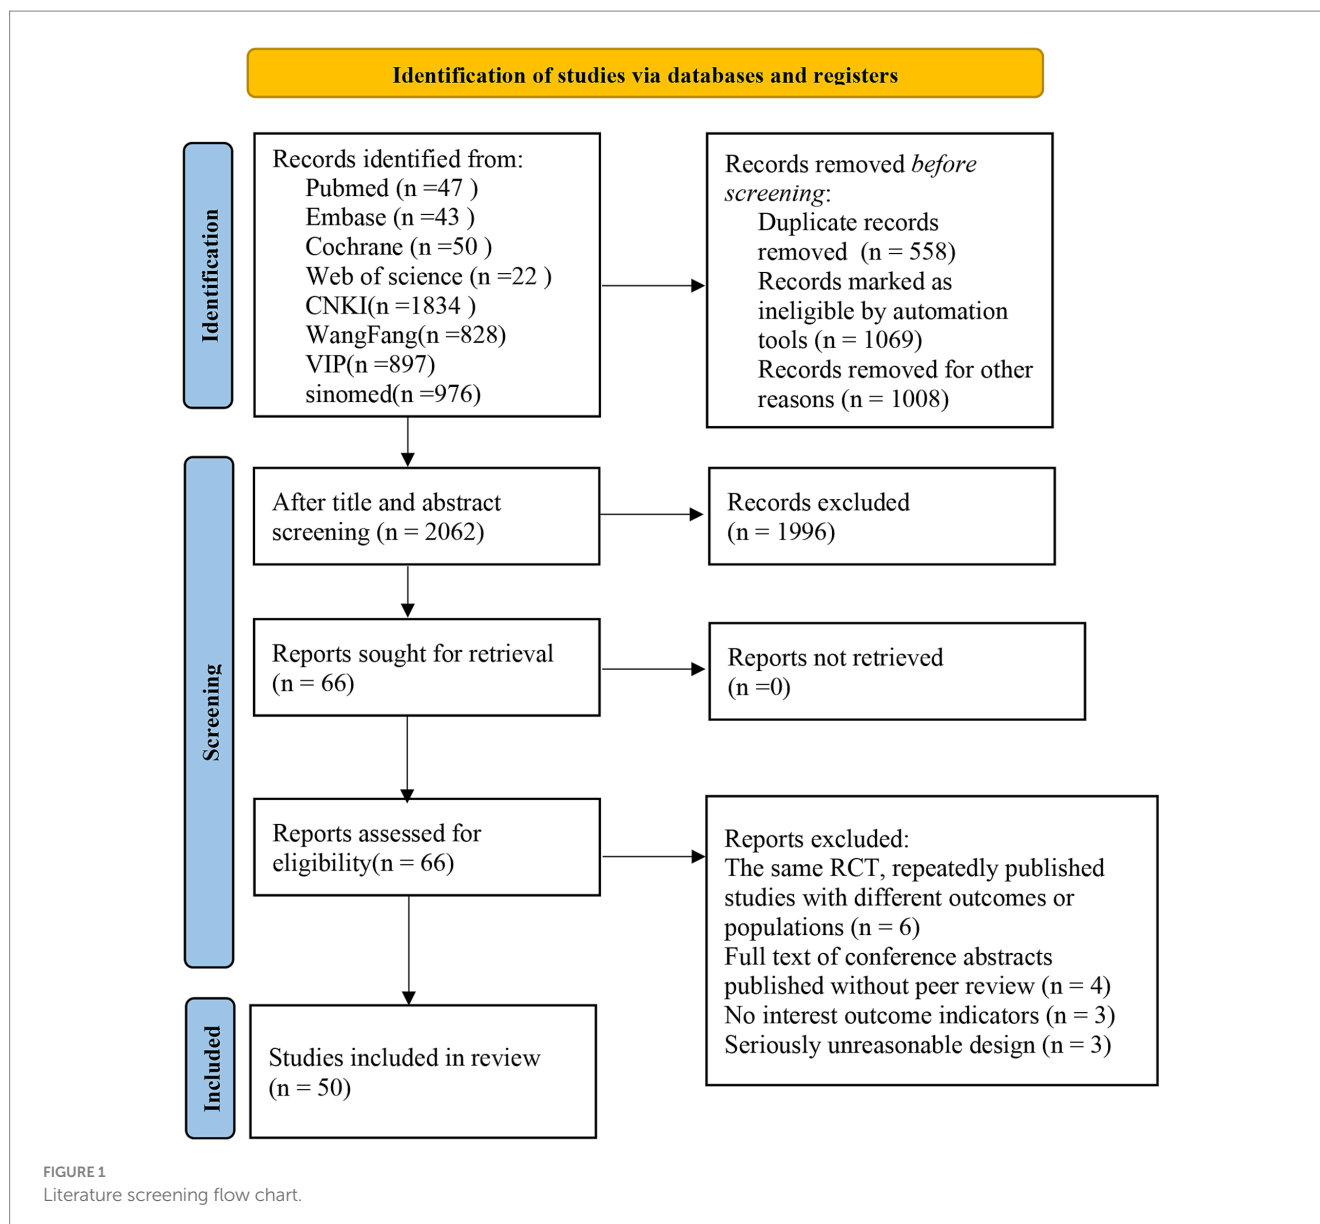 Identification of studies via databases and registers
Identification
Records identified from:
Pubmed (n =47 )
Embase (n =43 )
Cochrane (n =50 )
Web of science (n =22 )
CNKI(n =1834 )
WangFang(n =828)
VIP(n =897)
sinomed(n =976)
Records removed before
screening:
Duplicate records
removed (n = 558)
Records marked as
ineligible by automation
tools (n = 1069)
Records removed for other
reasons (n = 1008)
Screening
After title and abstract
screening (n = 2062)
Records excluded
(n = 1996)
Reports sought for retrieval
(n = 66)
Reports not retrieved
(n =0)
Reports assessed for
eligibility(n = 66)
Reports excluded:
The same RCT, repeatedly published
studies with different outcomes or
populations (n = 6)
Full text of conference abstracts
published without peer review (n = 4)
No interest outcome indicators (n = 3)
Seriously unreasonable design (n = 3)
Included
Studies included in review
(n = 50)
FIGURE 1
Literature screening flow chart.